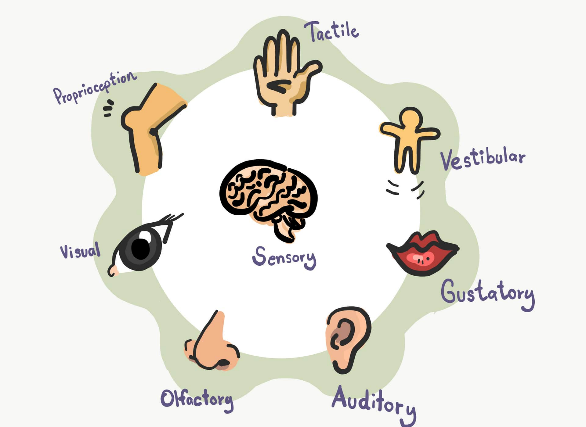 Tactile
Proprioception
Vestibular
Visual
Sensory
Gustatory
Olfactory
Auditory